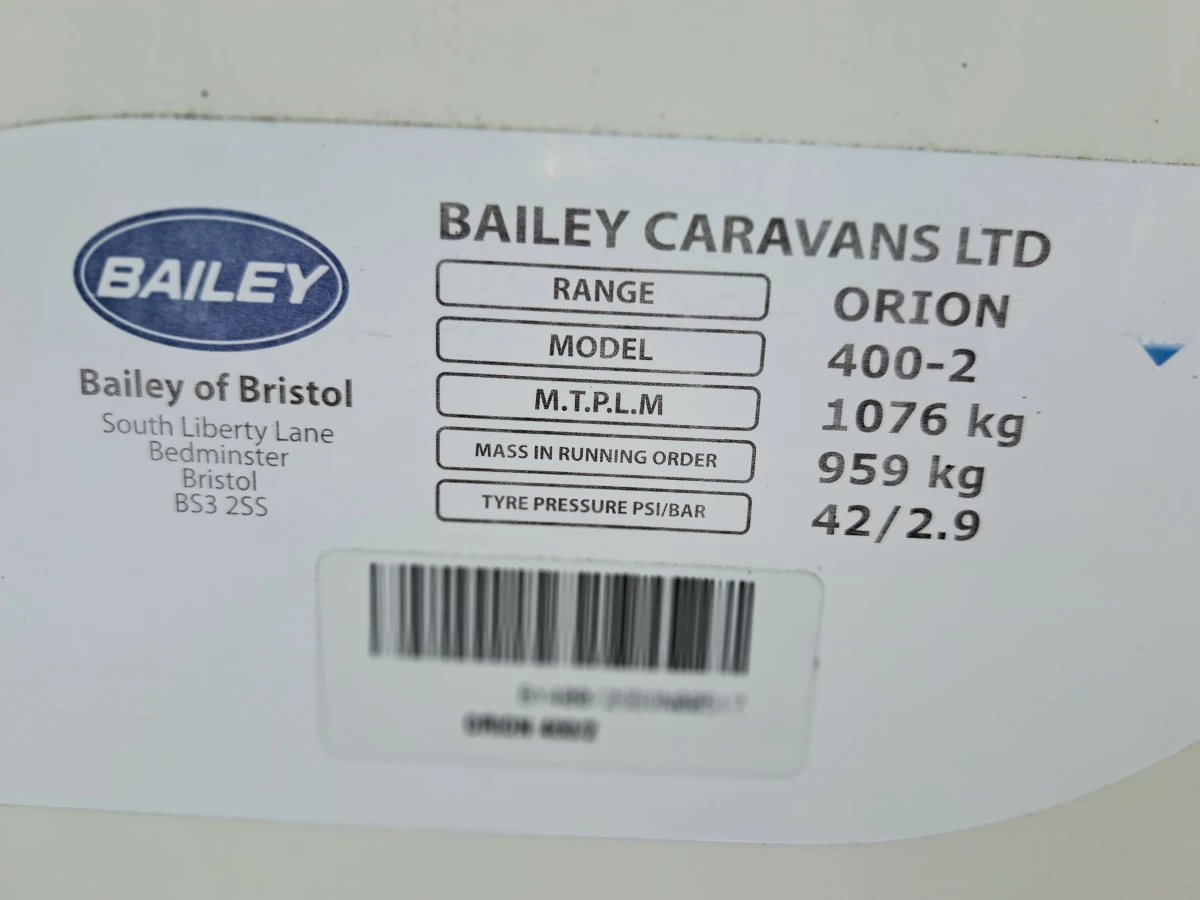 BAILEY
Bailey of Bristol
South Liberty Lane
Bedminster
Bristol
BS3 2SS
BAILEY CARAVANS LTD
RANGE ORION
MODEL 400-2
M.T.P.L.M 1076 kg
MASS IN RUNNING ORDER 959 kg
TYRE PRESSURE PSI/BAR 42/2.9
ORION